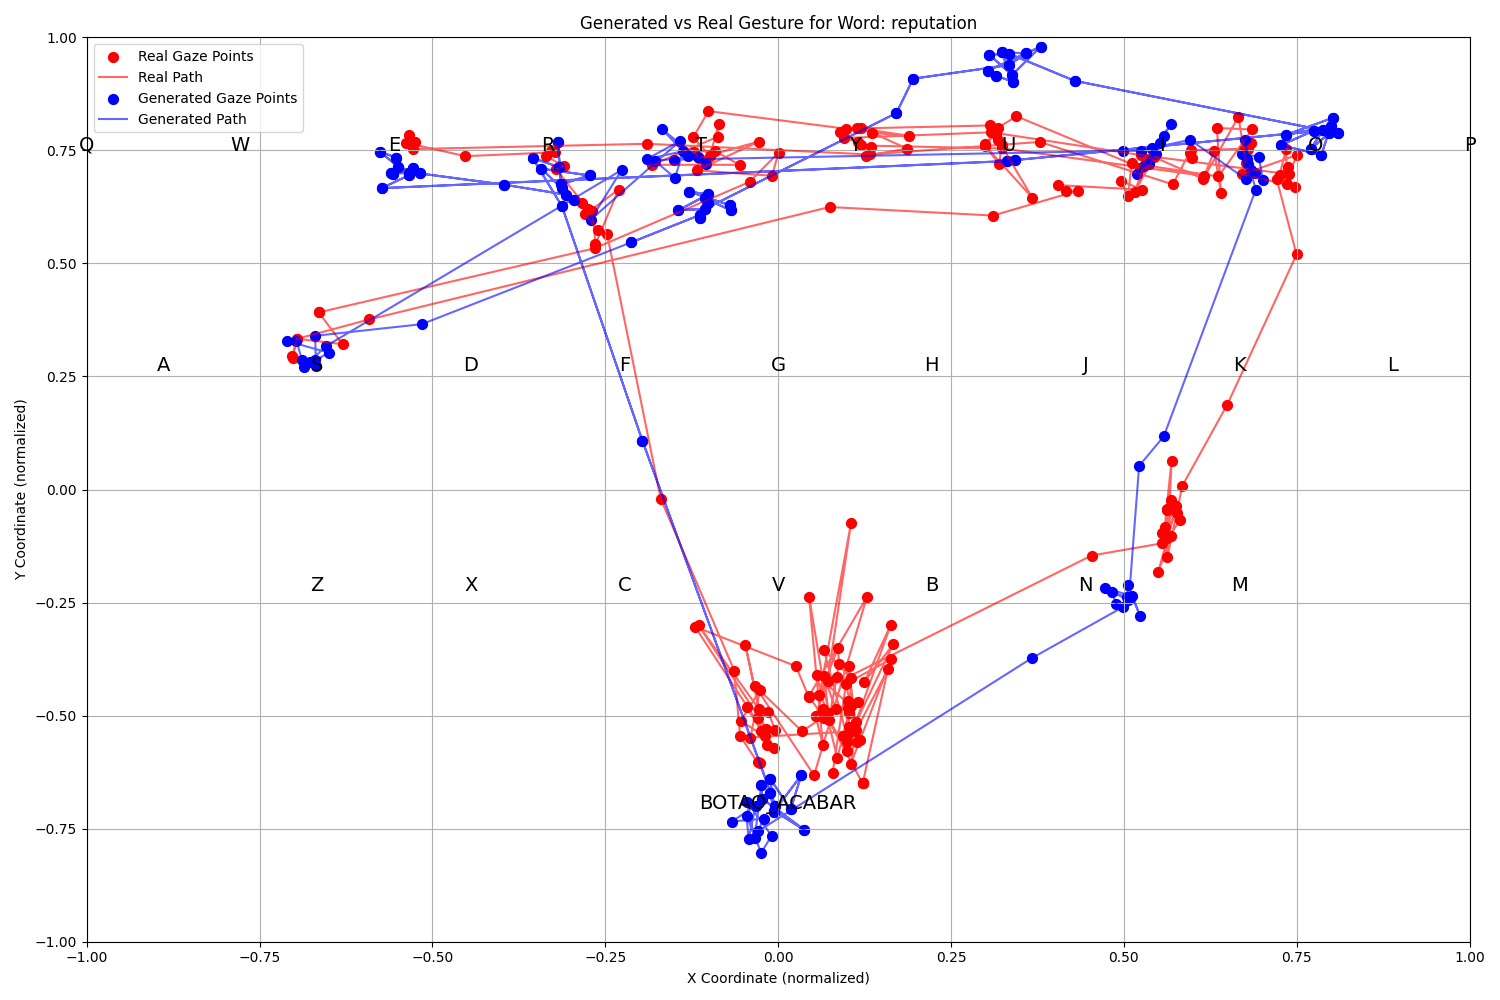 Generated vs Real Gesture for Word: reputation
Real Gaze Points
Real Path
Generated Gaze Points
Generated Path
Y Coordinate (normalized)
1.00
0.75
0.50
0.25
0.00
−0.25
−0.50
−0.75
−1.00
Q W E R T Y U I O P
A S D F G H J K L
Z X C V B N M
BOTAO_ACABAR
−1.00 −0.75 −0.50 −0.25 0.00 0.25 0.50 0.75 1.00
X Coordinate (normalized)